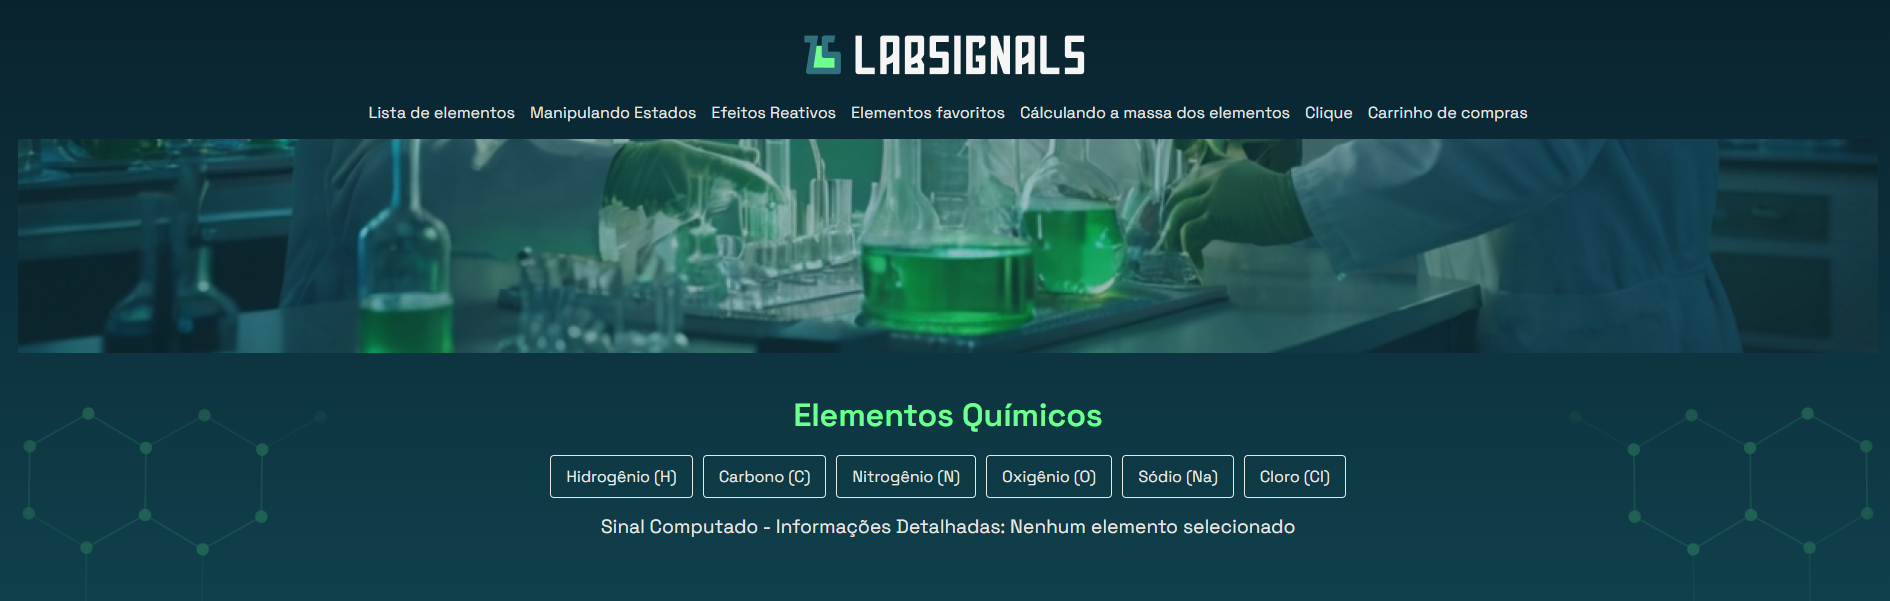 LABSIGNALS
Lista de elementos Manipulando Estados Efeitos Reativos Elementos favoritos Cálculando a massa dos elementos Clique Carrinho de compras
Elementos Químicos
Hidrogênio (H) Carbono (C) Nitrogênio (N) Oxigênio (O) Sódio (Na) Cloro (Cl)
Sinal Computado - Informações Detalhadas: Nenhum elemento selecionado